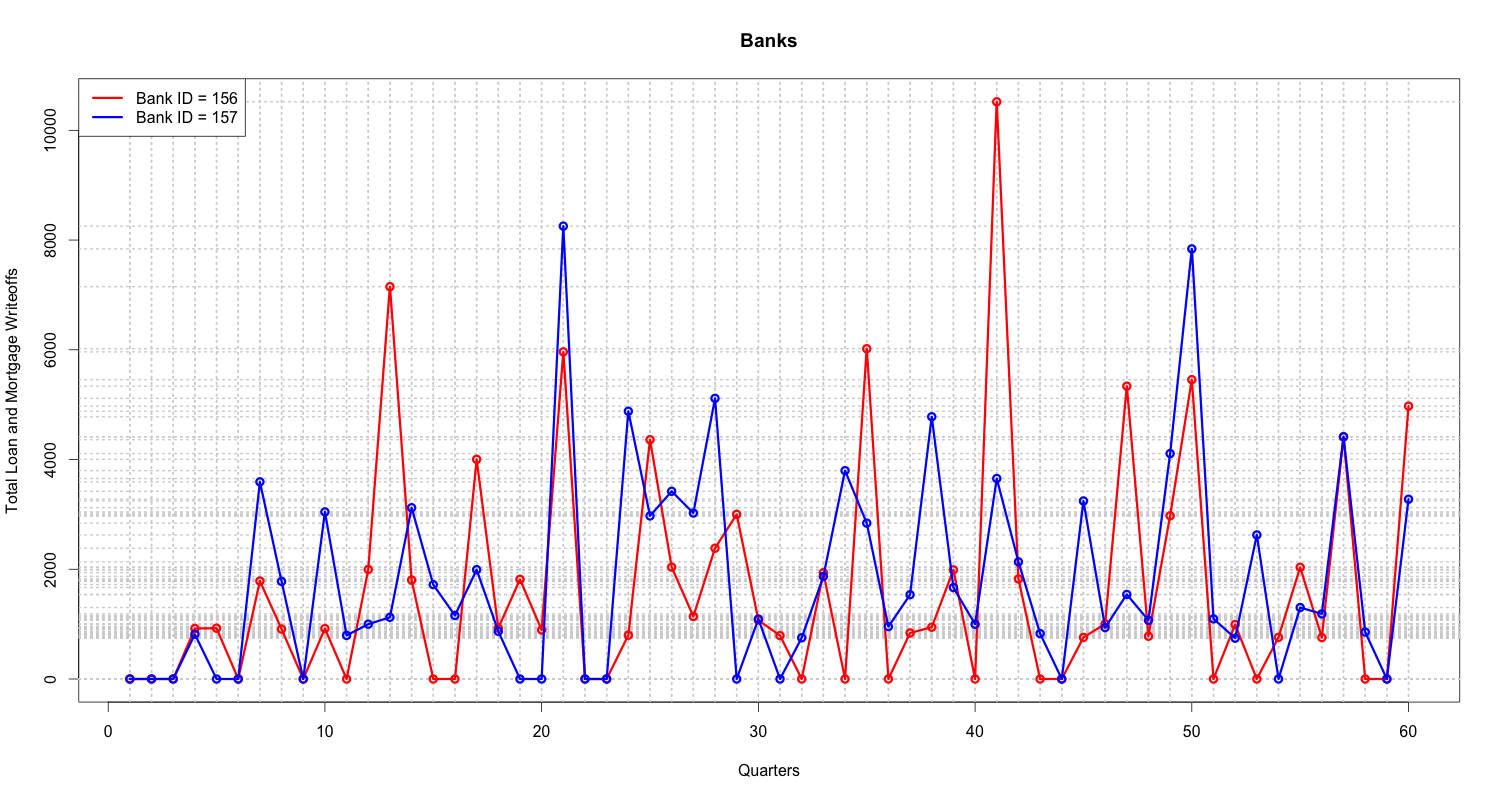 Banks
Bank ID = 156
Bank ID = 157
Total Loan and Mortgage Writeoffs
10000
8000
6000
4000
2000
0
0 10 20 30 40 50 60
Quarters